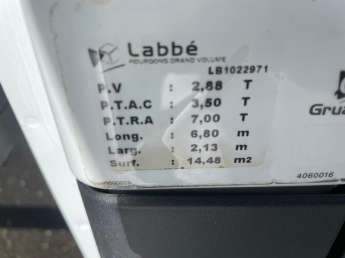 Labbé
FOURGONS GRAND VOLUME
LB1022971
P.V : 2,88 T
P.T.A.C : 3,50 T
P.T.R.A : 7,00 T
Long. : 6,80 m
Larg. : 2,13 m
Surf. : 14,48 m2
Grua
4060016